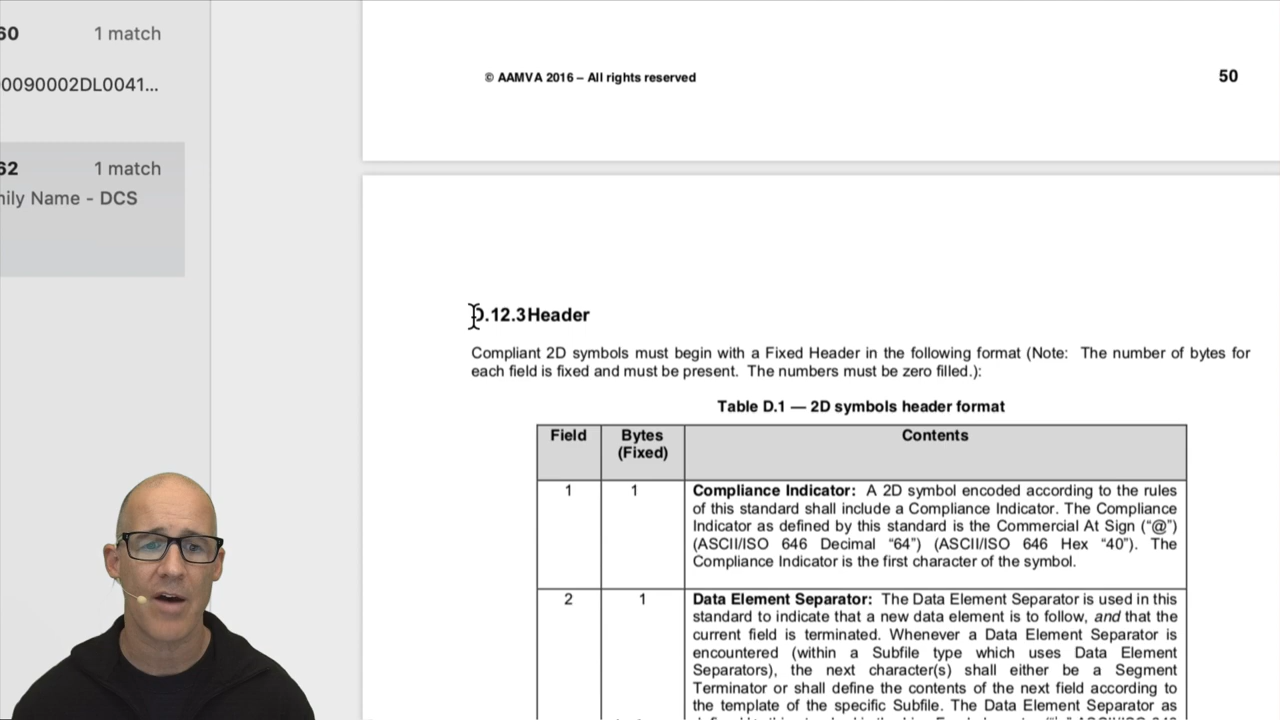 60 1 match
00090002DL0041...
62 1 match
nily Name - DCS
© AAMVA 2016 – All rights reserved 50
D.12.3Header
Compliant 2D symbols must begin with a Fixed Header in the following format (Note: The number of bytes for
each field is fixed and must be present. The numbers must be zero filled.):
Table D.1 — 2D symbols header format
Field Bytes Contents
(Fixed)
1 1 Compliance Indicator: A 2D symbol encoded according to the rules
of this standard shall include a Compliance Indicator. The Compliance
Indicator as defined by this standard is the Commercial At Sign (“@”)
(ASCII/ISO 646 Decimal “64”) (ASCII/ISO 646 Hex “40”). The
Compliance Indicator is the first character of the symbol.
2 1 Data Element Separator: The Data Element Separator is used in this
standard to indicate that a new data element is to follow, and that the
current field is terminated. Whenever a Data Element Separator is
encountered (within a Subfile type which uses Data Element
Separators), the next character(s) shall either be a Segment
Terminator or shall define the contents of the next field according to
the template of the specific Subfile. The Data Element Separator as